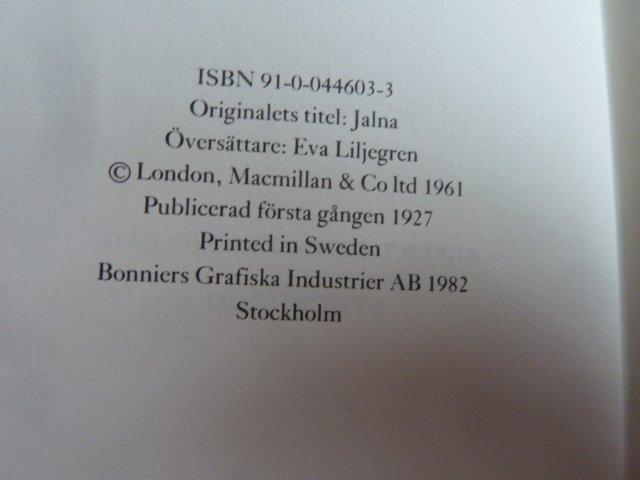 ISBN 91-0-044603-3
Originalets titel: Jalna
Översättare: Eva Liljegren
© London, Macmillan & Co ltd 1961
Publicerad första gången 1927
Printed in Sweden
Bonniers Grafiska Industrier AB 1982
Stockholm